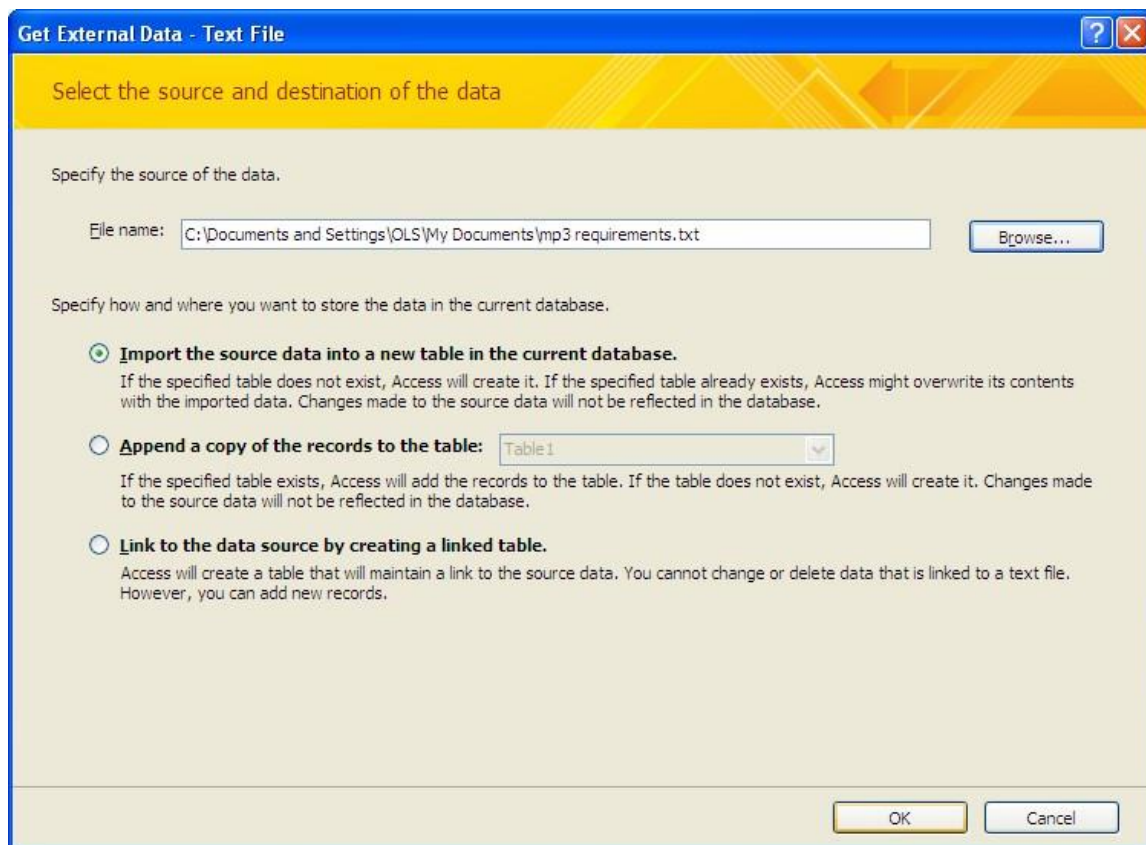 Get External Data - Text File
Select the source and destination of the data
Specify the source of the data.
File name: C:\Documents and Settings\OLS\My Documents\mp3 requirements.txt Browse...
Specify how and where you want to store the data in the current database.
Import the source data into a new table in the current database.
If the specified table does not exist, Access will create it. If the specified table already exists, Access might overwrite its contents
with the imported data. Changes made to the source data will not be reflected in the database.
Append a copy of the records to the table: Table1
If the specified table exists, Access will add the records to the table. If the table does not exist, Access will create it. Changes made
to the source data will not be reflected in the database.
Link to the data source by creating a linked table.
Access will create a table that will maintain a link to the source data. You cannot change or delete data that is linked to a text file.
However, you can add new records.
OK Cancel